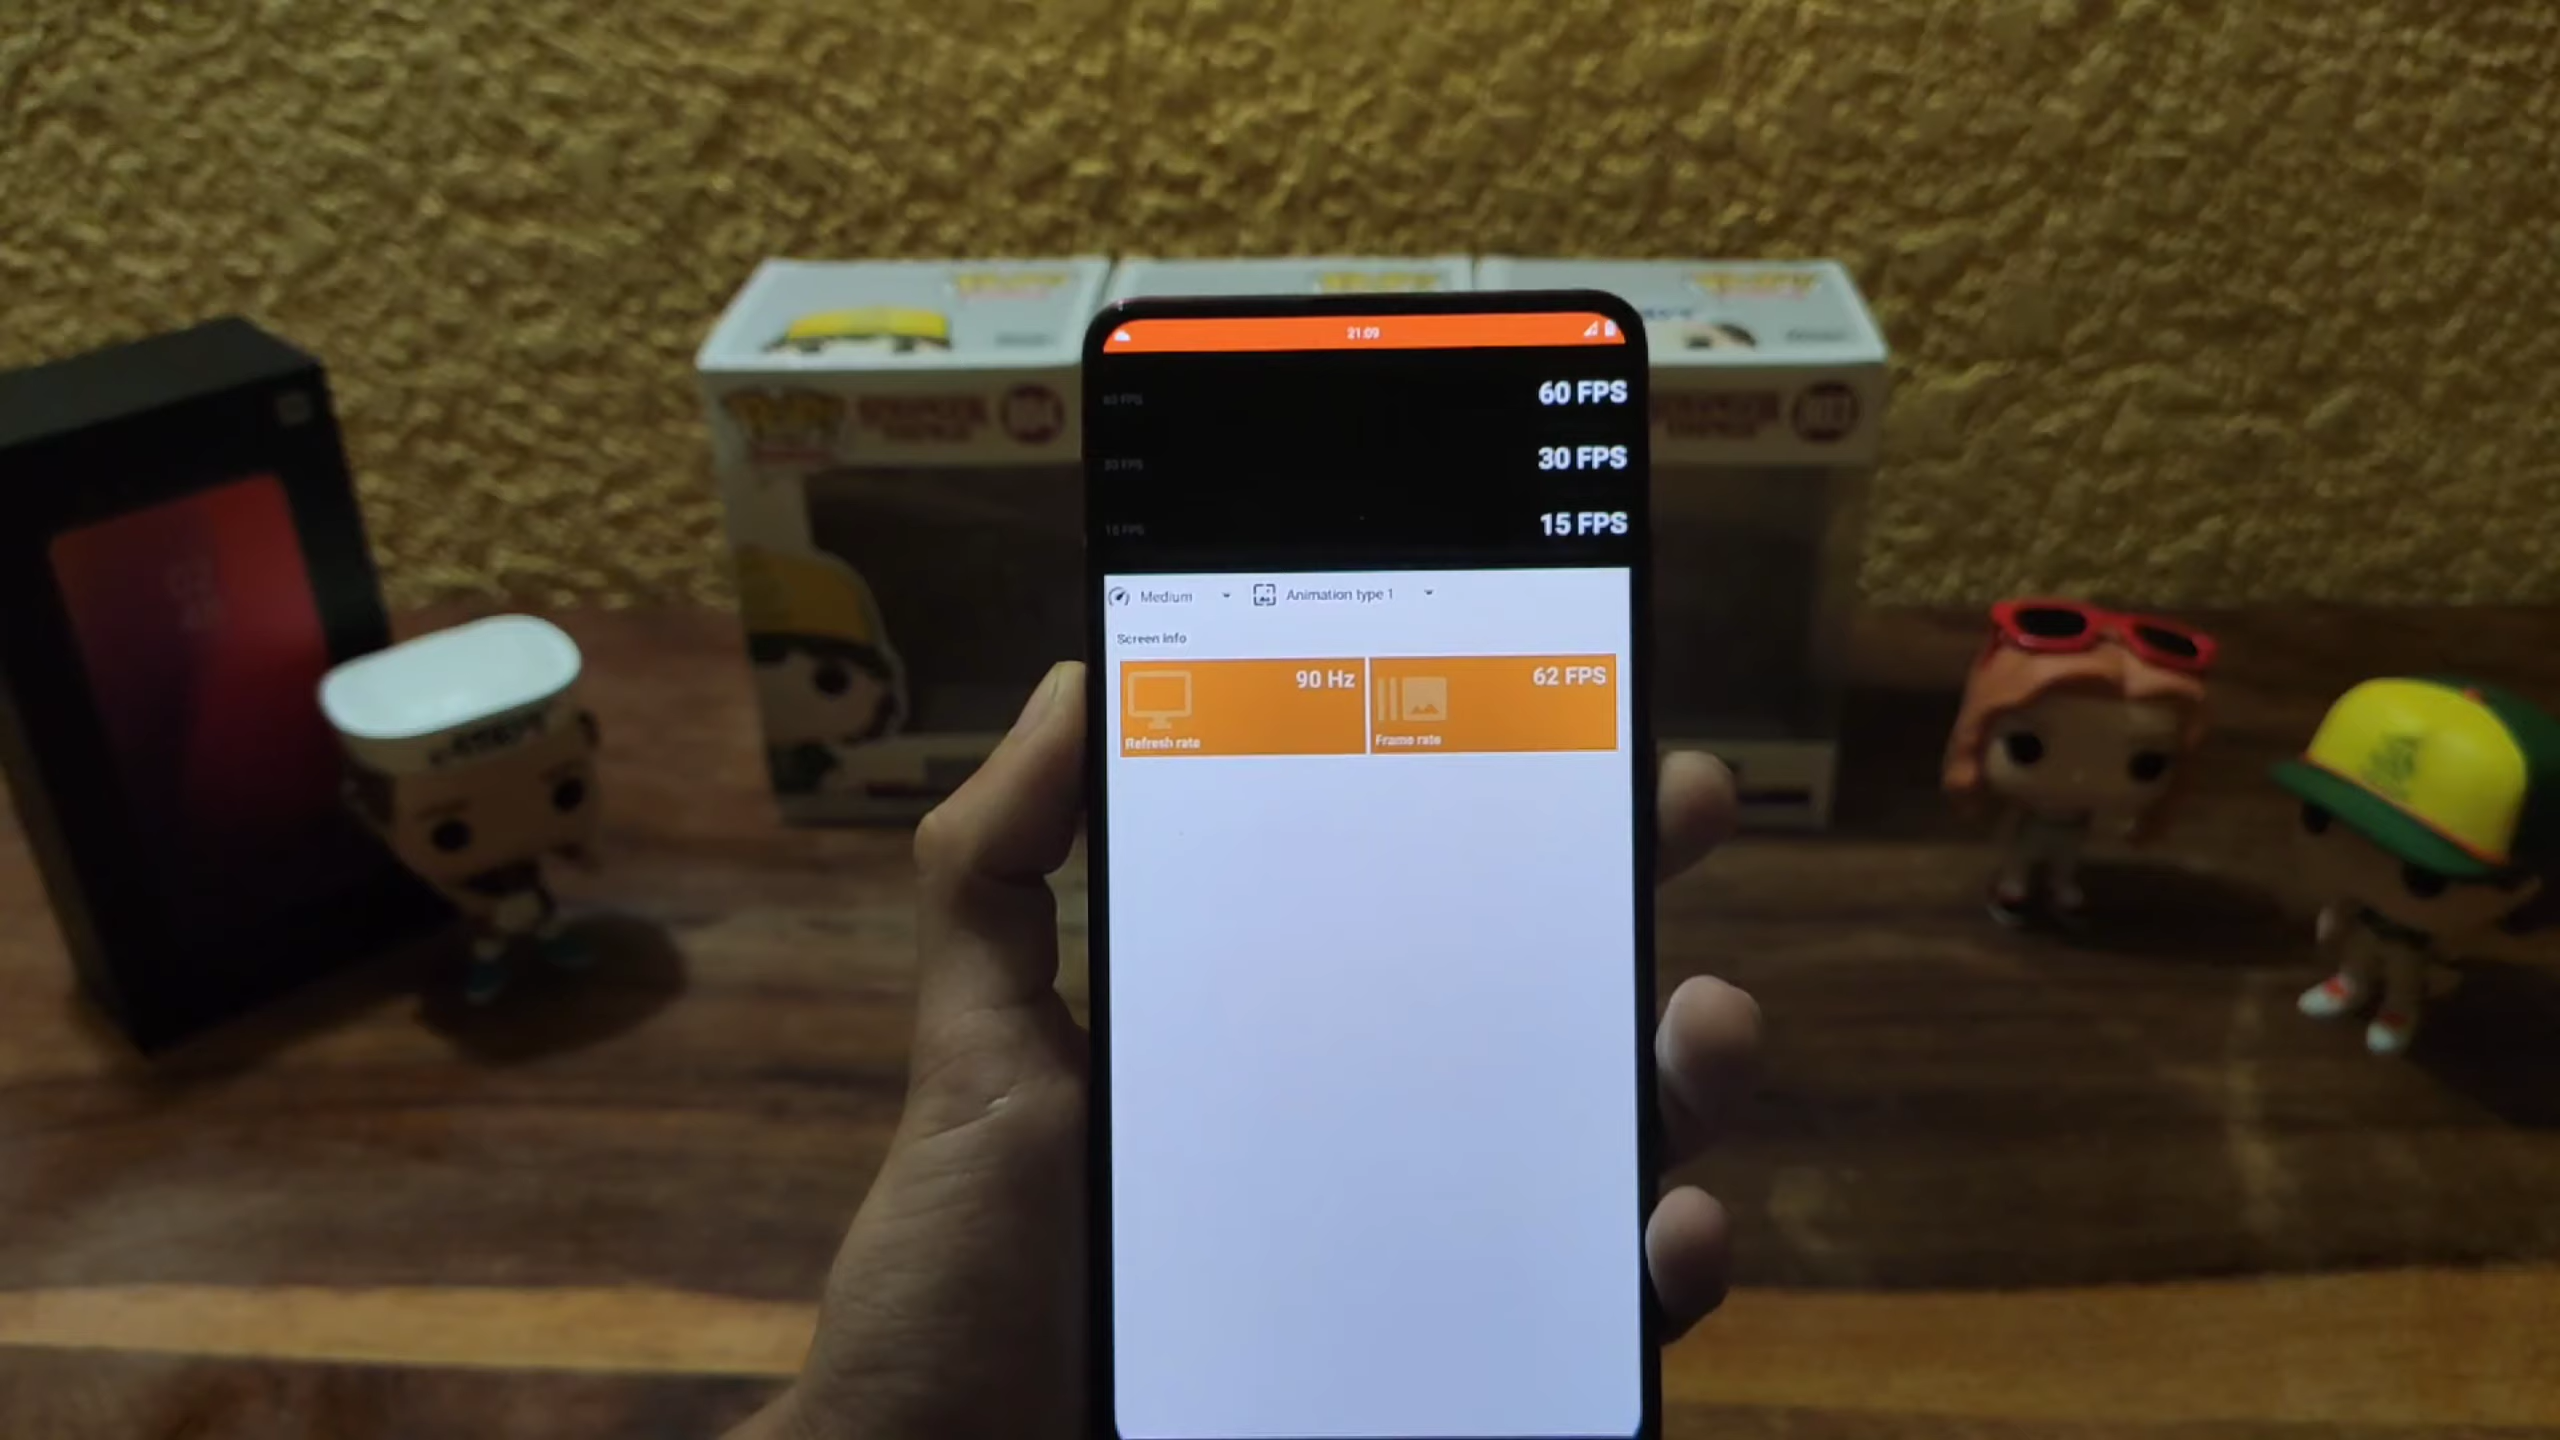 21:09
60 FPS 60 FPS
30 FPS 30 FPS
15 FPS 15 FPS
Medium Animation type 1
Screen info
90 Hz 62 FPS
Refresh rate Frame rate